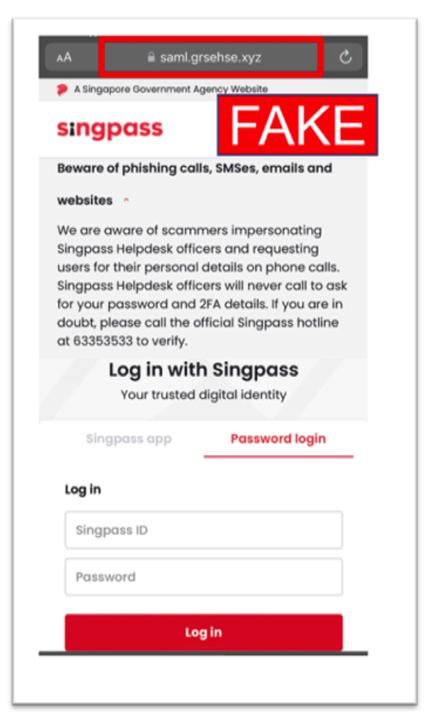 AA saml.grsehse.xyz
A Singapore Government Agency Website
singpass
FAKE
Beware of phishing calls, SMSes, emails and
websites
We are aware of scammers impersonating
Singpass Helpdesk officers and requesting
users for their personal details on phone calls.
Singpass Helpdesk officers will never call to ask
for your password and 2FA details. If you are in
doubt, please call the official Singpass hotline
at 63353533 to verify.
Log in with Singpass
Your trusted digital identity
Singpass app Password login
Log in
Singpass ID
Password
Log in